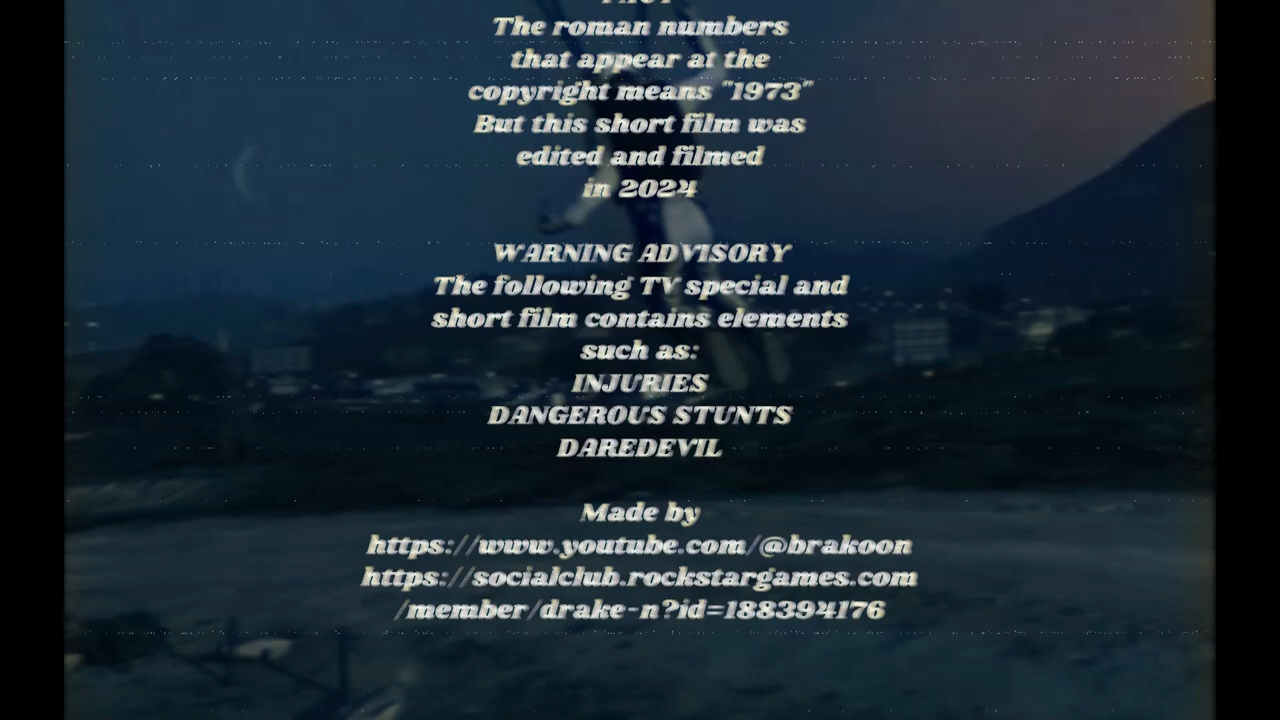 The roman numbers
that appear at the
copyright means "1973"
But this short film was
edited and filmed
in 2024
WARNING ADVISORY
The following TV special and
short film contains elements
such as:
INJURIES
DANGEROUS STUNTS
DAREDEVIL
Made by
https://www.youtube.com/@brakoon
https://socialclub.rockstargames.com
/member/drake-n?id=188394176